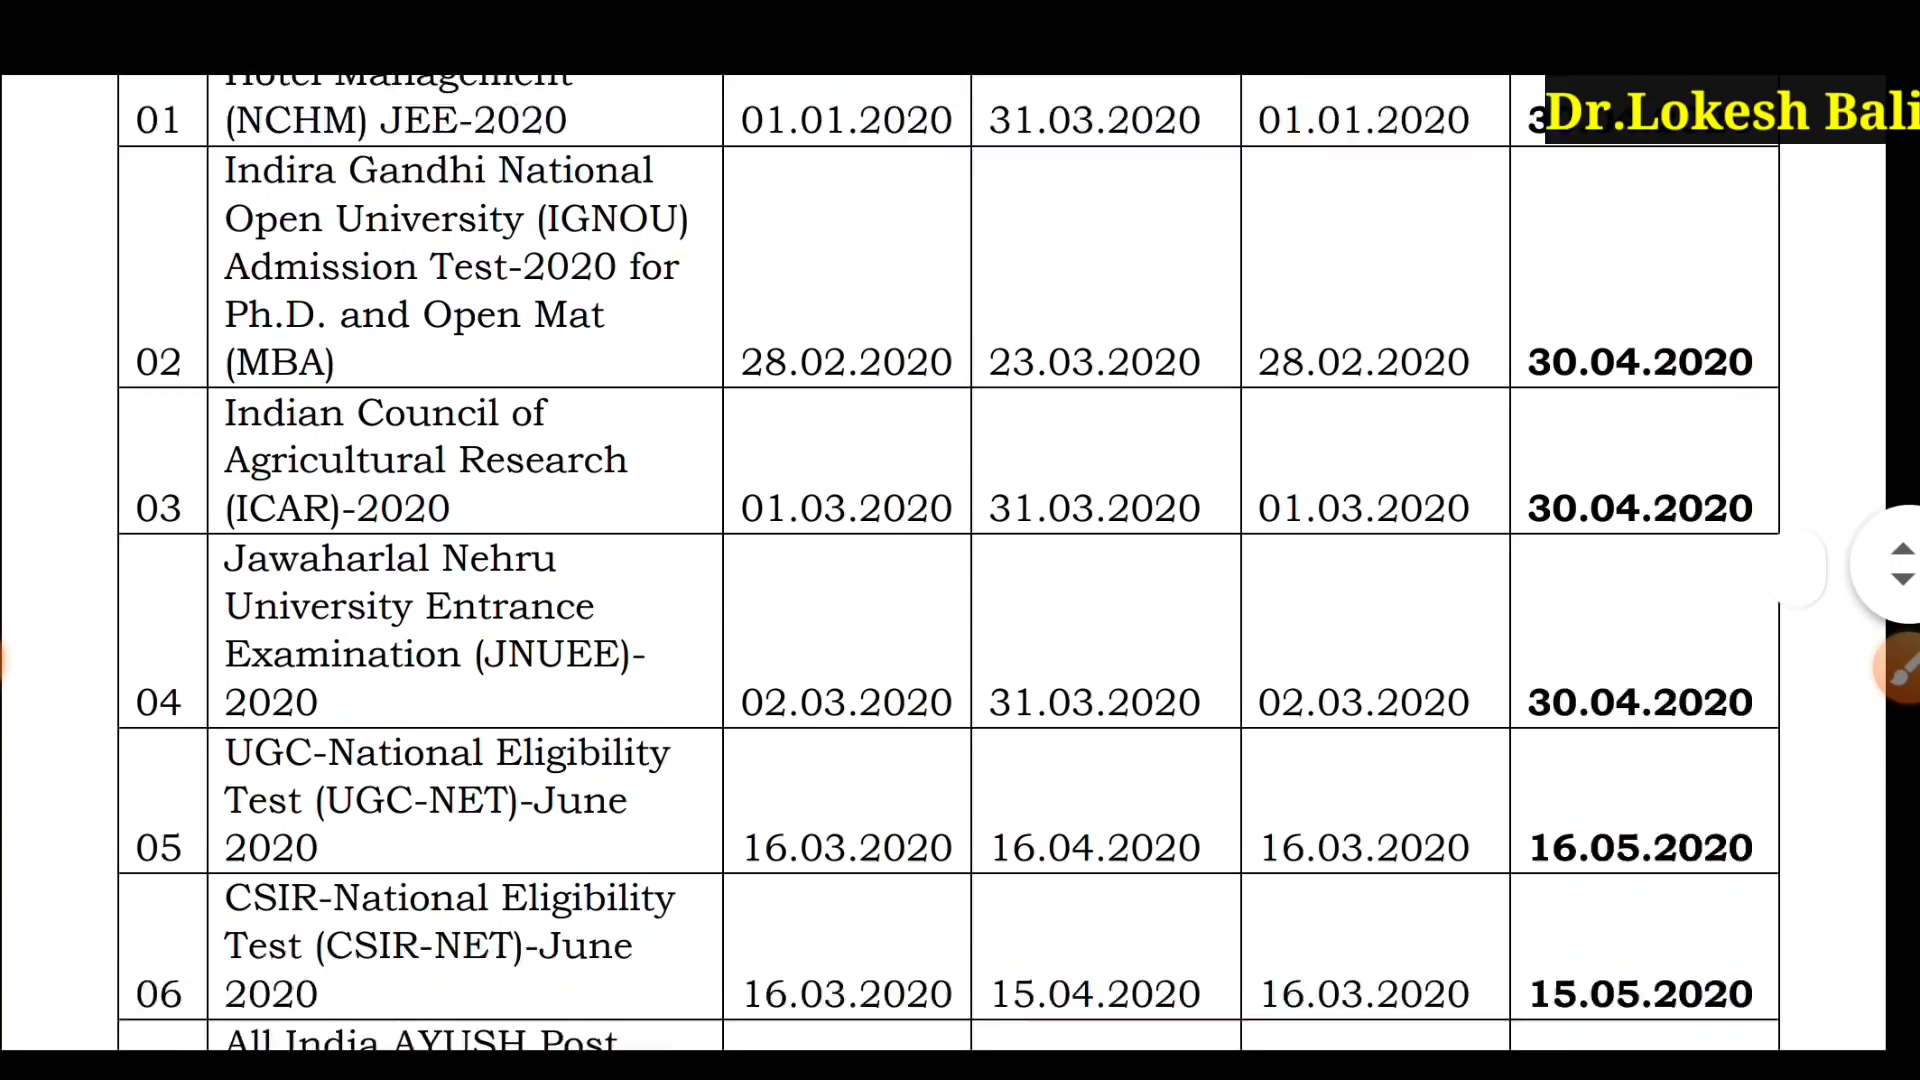 Hotel Management
01 (NCHM) JEE-2020 01.01.2020 31.03.2020 01.01.2020 3
Dr.Lokesh Bali
Indira Gandhi National
Open University (IGNOU)
Admission Test-2020 for
Ph.D. and Open Mat
02 (MBA) 28.02.2020 23.03.2020 28.02.2020 30.04.2020
Indian Council of
Agricultural Research
03 (ICAR)-2020 01.03.2020 31.03.2020 01.03.2020 30.04.2020
Jawaharlal Nehru
University Entrance
Examination (JNUEE)-
04 2020 02.03.2020 31.03.2020 02.03.2020 30.04.2020
UGC-National Eligibility
Test (UGC-NET)-June
05 2020 16.03.2020 16.04.2020 16.03.2020 16.05.2020
CSIR-National Eligibility
Test (CSIR-NET)-June
06 2020 16.03.2020 15.04.2020 16.03.2020 15.05.2020
All India AYUSH Post